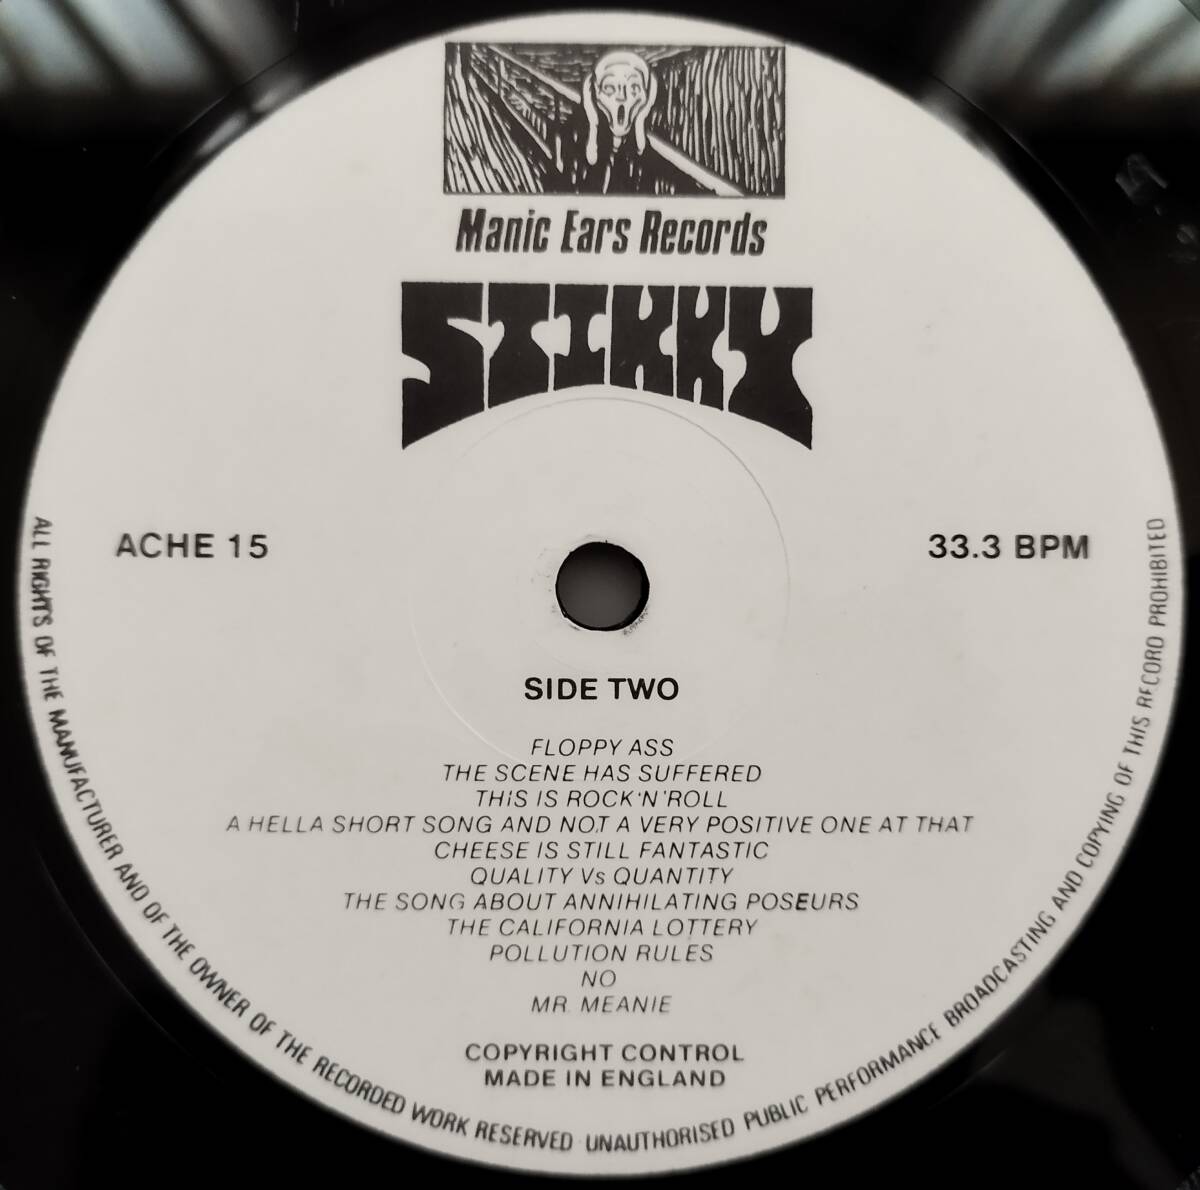 Manic Ears Records
STIKKY
ACHE 15
33.3 BPM
SIDE TWO
FLOPPY ASS
THE SCENE HAS SUFFERED
THiS IS ROCK'N'ROLL
A HELLA SHORT SONG AND NOT A VERY POSITIVE ONE AT THAT
CHEESE IS STILL FANTASTIC
QUALITY Vs QUANTITY
THE SONG ABOUT ANNIHILATING POSEURS
THE CALIFORNIA LOTTERY
POLLUTION RULES
NO
MR. MEANIE
COPYRIGHT CONTROL
MADE IN ENGLAND
ALL RIGHTS OF THE MANUFACTURER AND OF THE OWNER OF THE RECORDED WORK RESERVED · UNAUTHORISED PUBLIC PERFORMANCE BROADCASTING AND COPYING OF THIS RECORD PROHIBITED